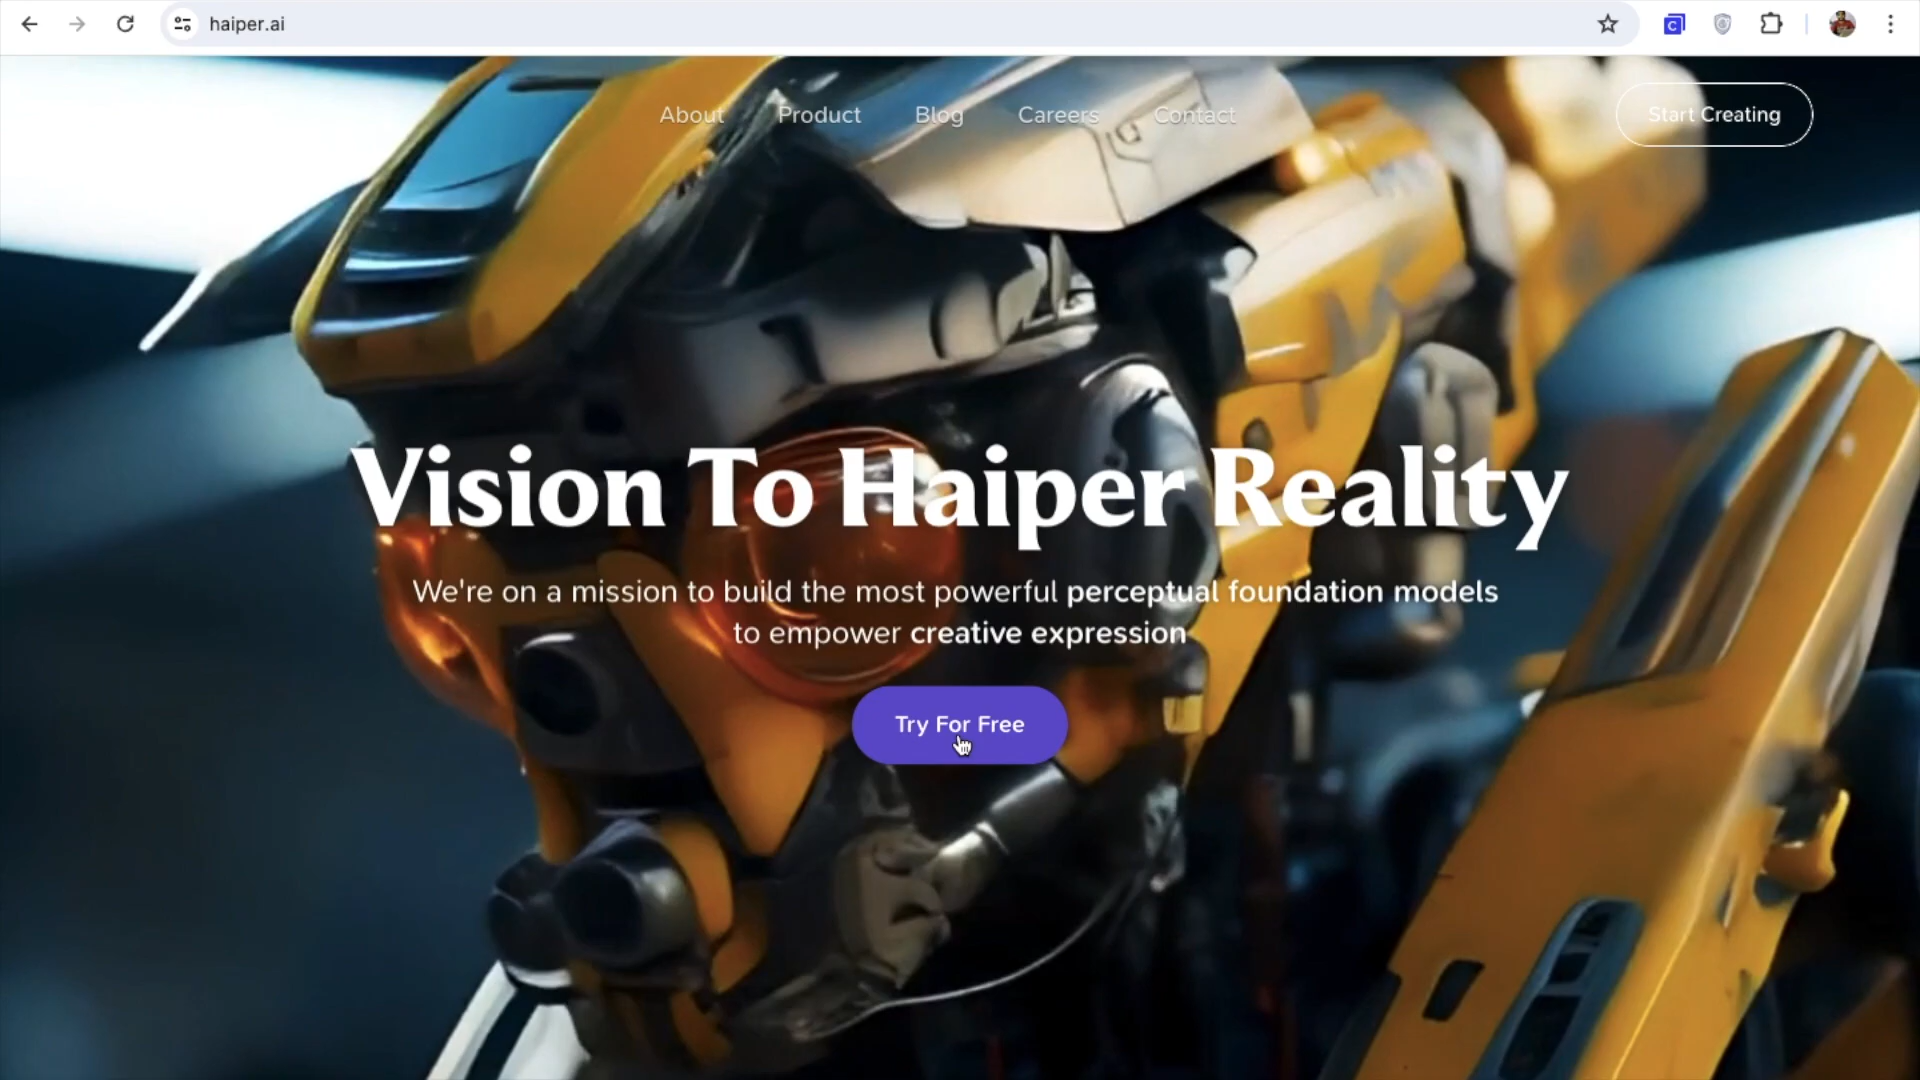 haiper.ai
About Product Blog Careers Contact
Start Creating
Vision To Haiper Reality
We're on a mission to build the most powerful perceptual foundation models
to empower creative expression
Try For Free